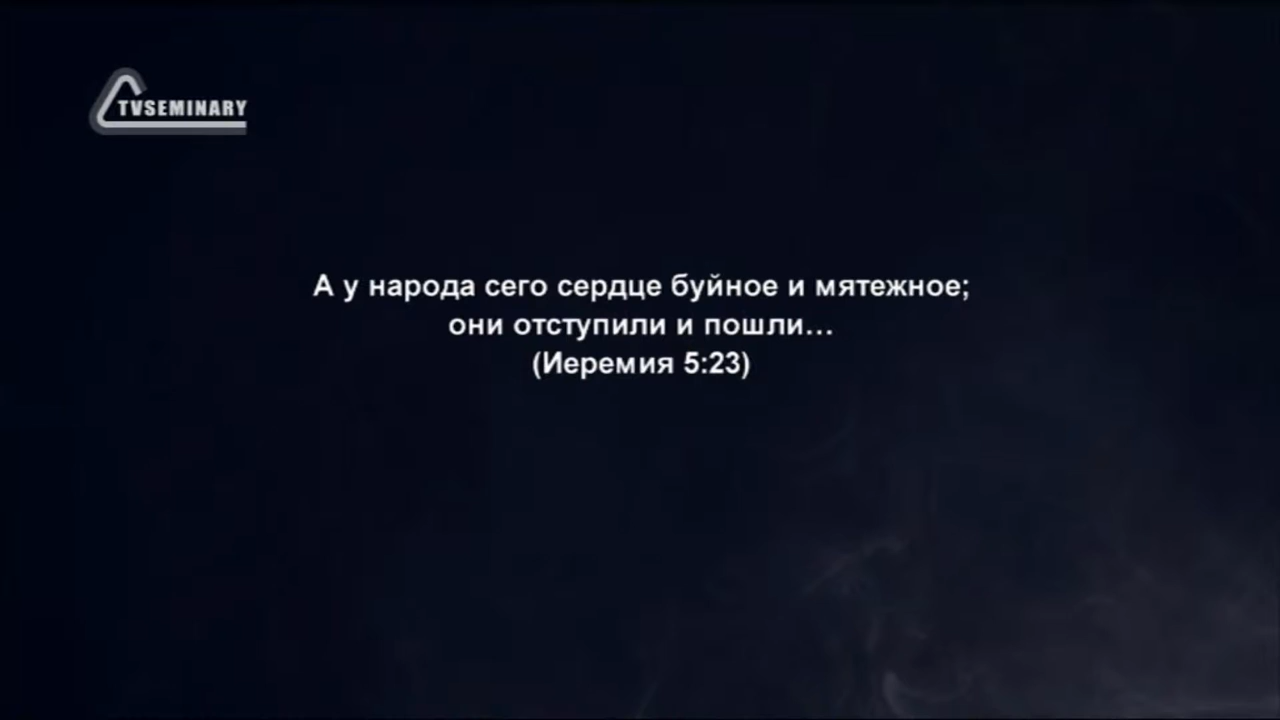 TVSEMINARY
А у народа сего сердце буйное и мятежное;
они отступили и пошли...
(Иеремия 5:23)